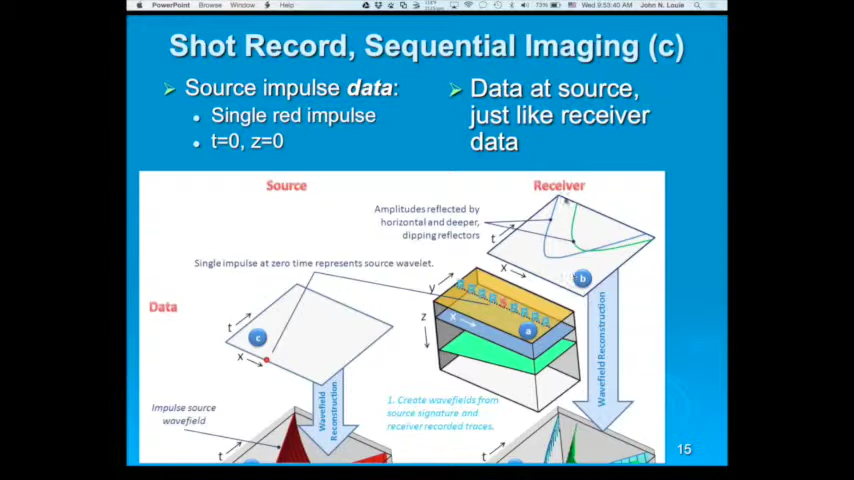 PowerPoint Browse Window Help
73% Wed 9:53:40 AM John N. Louie
Shot Record, Sequential Imaging (c)
Source impulse data:
Single red impulse
t=0, z=0
Data at source,
just like receiver
data
Source
Receiver
Amplitudes reflected by
horizontal and deeper,
dipping reflectors
t
x
b
Single impulse at zero time represents source wavelet.
Data
t
x
c
y
z
x
a
Wavefield
Reconstruction
Wavefield Reconstruction
1. Create wavefields from
source signature and
receiver recorded traces.
Impulse source
wavefield
t
t
15